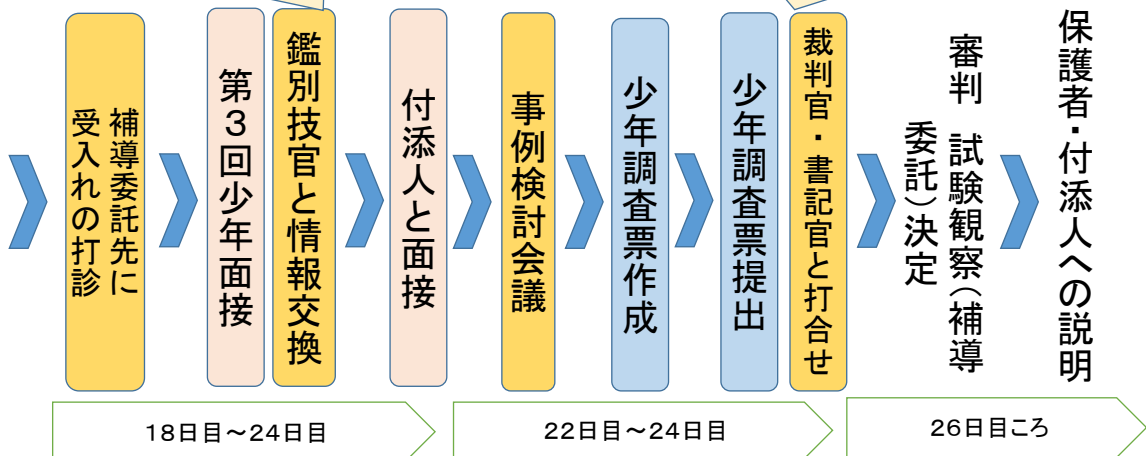 補導委託先に
受入れの打診
第3回少年面接
鑑別技官と情報交換
付添人と面接
事例検討会議
少年調査票作成
少年調査票提出
裁判官・書記官と打合せ
審判 試験観察(補導
委託)決定
保護者・付添人への説明
18日目~24日目
22日目~24日目
26日目ころ